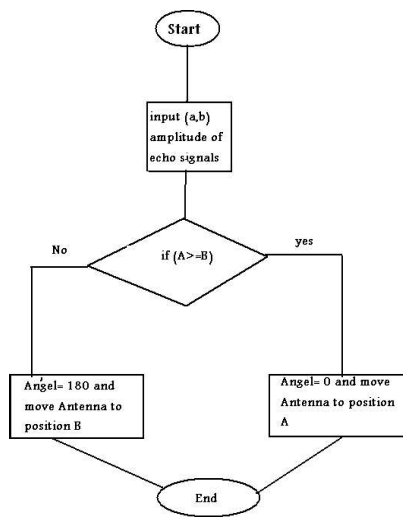 Start
input (a,b)
amplitude of
echo signals
if (A>=B)
No
yes
Angel= 180 and
move Antenna to
position B
Angel= 0 and move
Antenna to position
A
End